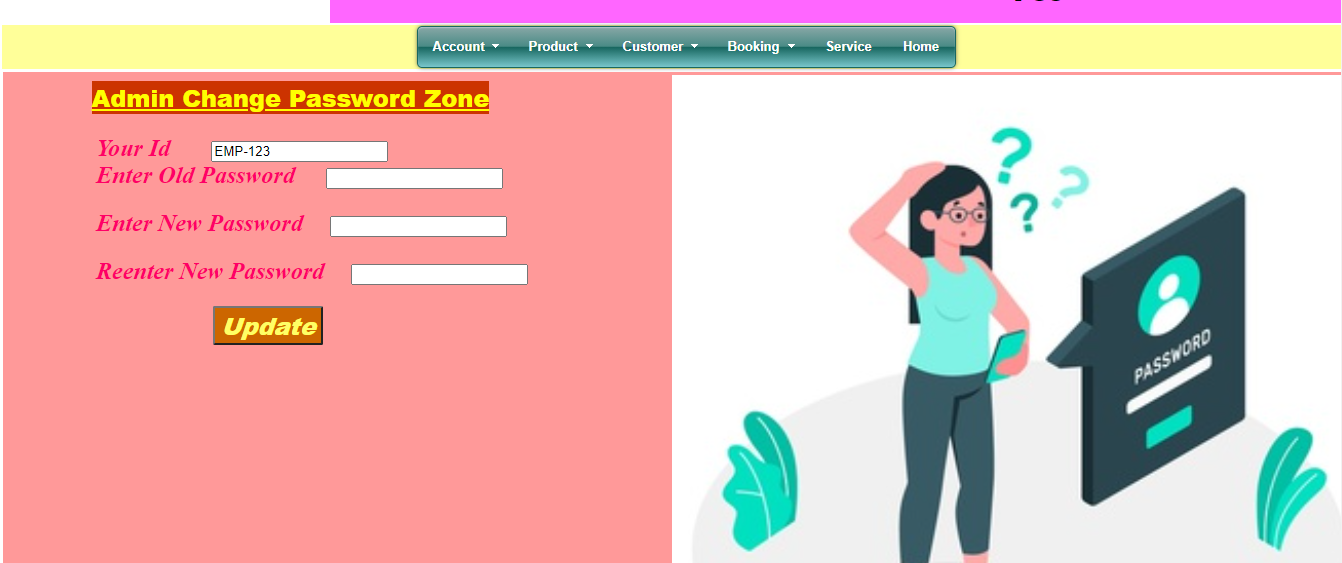 Account Product Customer Booking Service Home
Admin Change Password Zone
Your Id EMP-123
Enter Old Password
Enter New Password
Reenter New Password
Update
PASSWORD